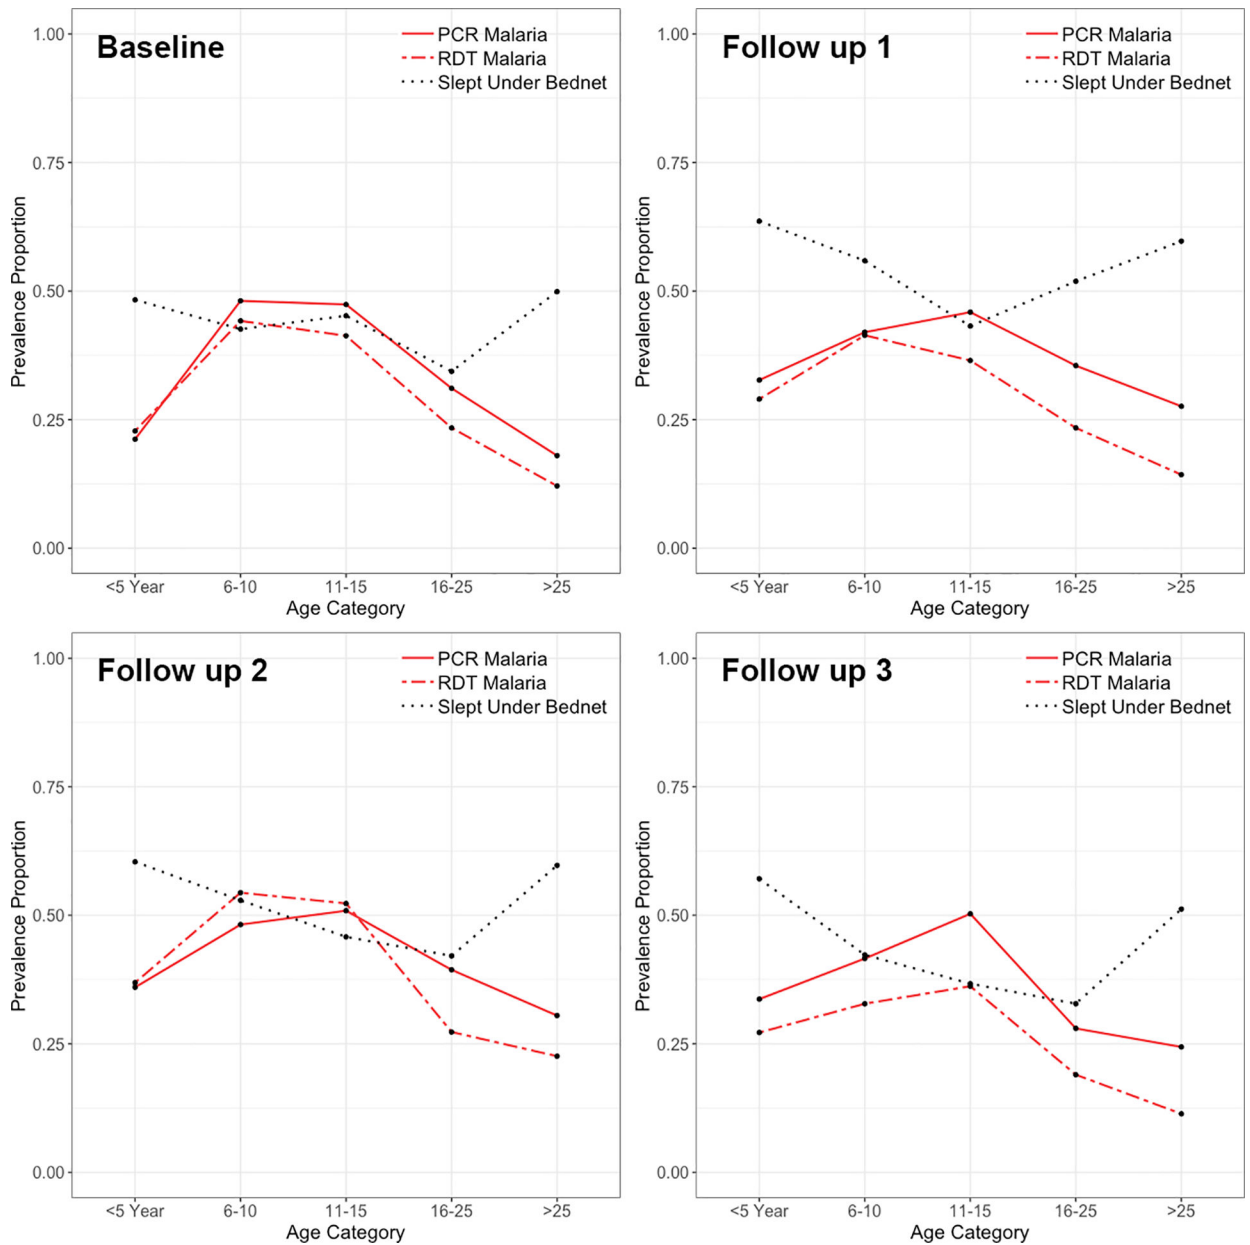 Baseline
PCR Malaria
RDT Malaria
Slept Under Bednet
Prevalence Proportion
1.00
0.75
0.50
0.25
0.00
<5 Year 6-10 11-15 16-25 >25
Age Category
Follow up 1
PCR Malaria
RDT Malaria
Slept Under Bednet
Prevalence Proportion
1.00
0.75
0.50
0.25
0.00
<5 Year 6-10 11-15 16-25 >25
Age Category
Follow up 2
PCR Malaria
RDT Malaria
Slept Under Bednet
Prevalence Proportion
1.00
0.75
0.50
0.25
0.00
<5 Year 6-10 11-15 16-25 >25
Age Category
Follow up 3
PCR Malaria
RDT Malaria
Slept Under Bednet
Prevalence Proportion
1.00
0.75
0.50
0.25
0.00
<5 Year 6-10 11-15 16-25 >25
Age Category